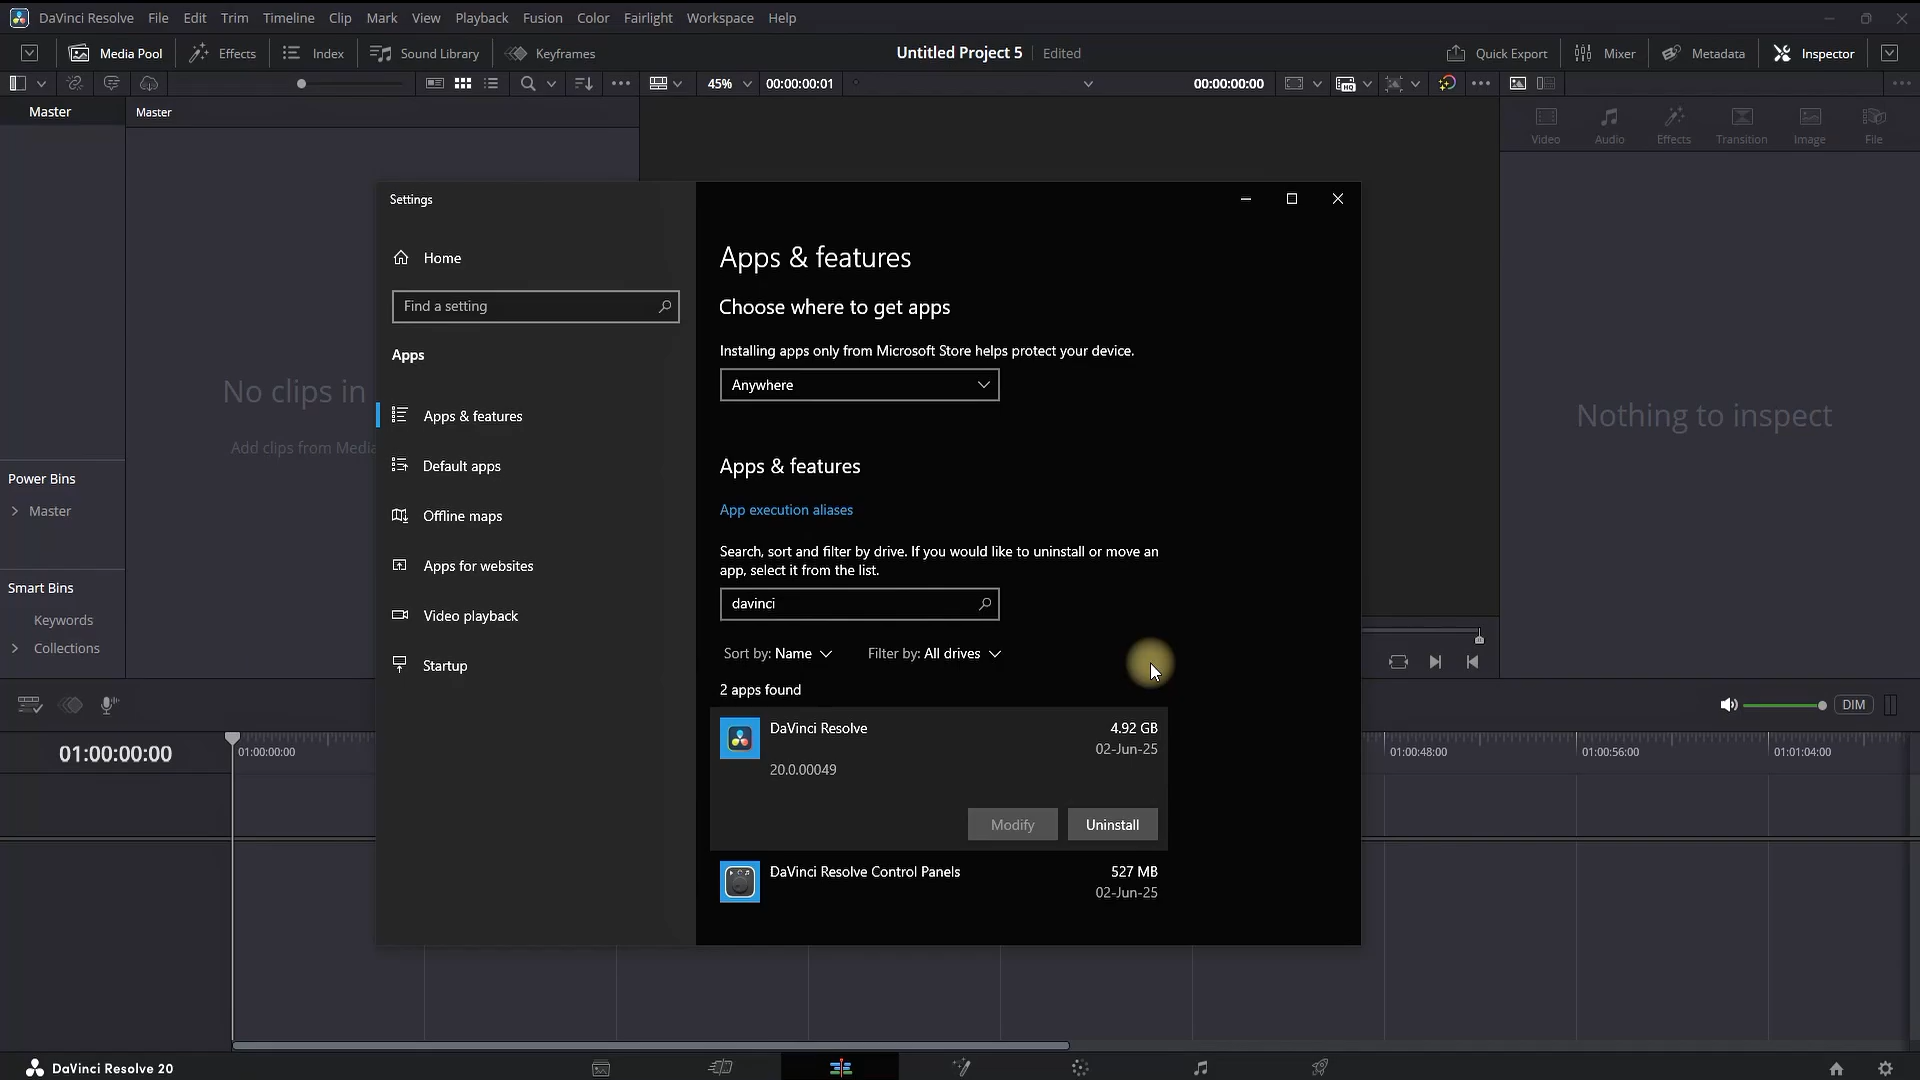 DaVinci Resolve File Edit Trim Timeline Clip Mark View Playback Fusion Color Fairlight Workspace Help
Media Pool Effects Index Sound Library Keyframes Untitled Project 5 Edited Quick Export Mixer Metadata Inspector
45% 00:00:00:01 00:00:00:00
Master Master
Video Audio Effects Transition Image File
Settings
Home
Find a setting
Apps
Apps & features
Default apps
Offline maps
Apps for websites
Video playback
Startup
Apps & features
Choose where to get apps
Installing apps only from Microsoft Store helps protect your device.
Anywhere
Apps & features
App execution aliases
Search, sort and filter by drive. If you would like to uninstall or move an
app, select it from the list.
davinci
Sort by: Name Filter by: All drives
2 apps found
DaVinci Resolve 4.92 GB
02-Jun-25
20.0.00049
Modify Uninstall
DaVinci Resolve Control Panels 527 MB
02-Jun-25
No clips in
Add clips from Media
Nothing to inspect
Power Bins
Master
Smart Bins
Keywords
Collections
DIM
01:00:00:00 01:00:00:00 01:00:48:00 01:00:56:00 01:01:04:00
DaVinci Resolve 20